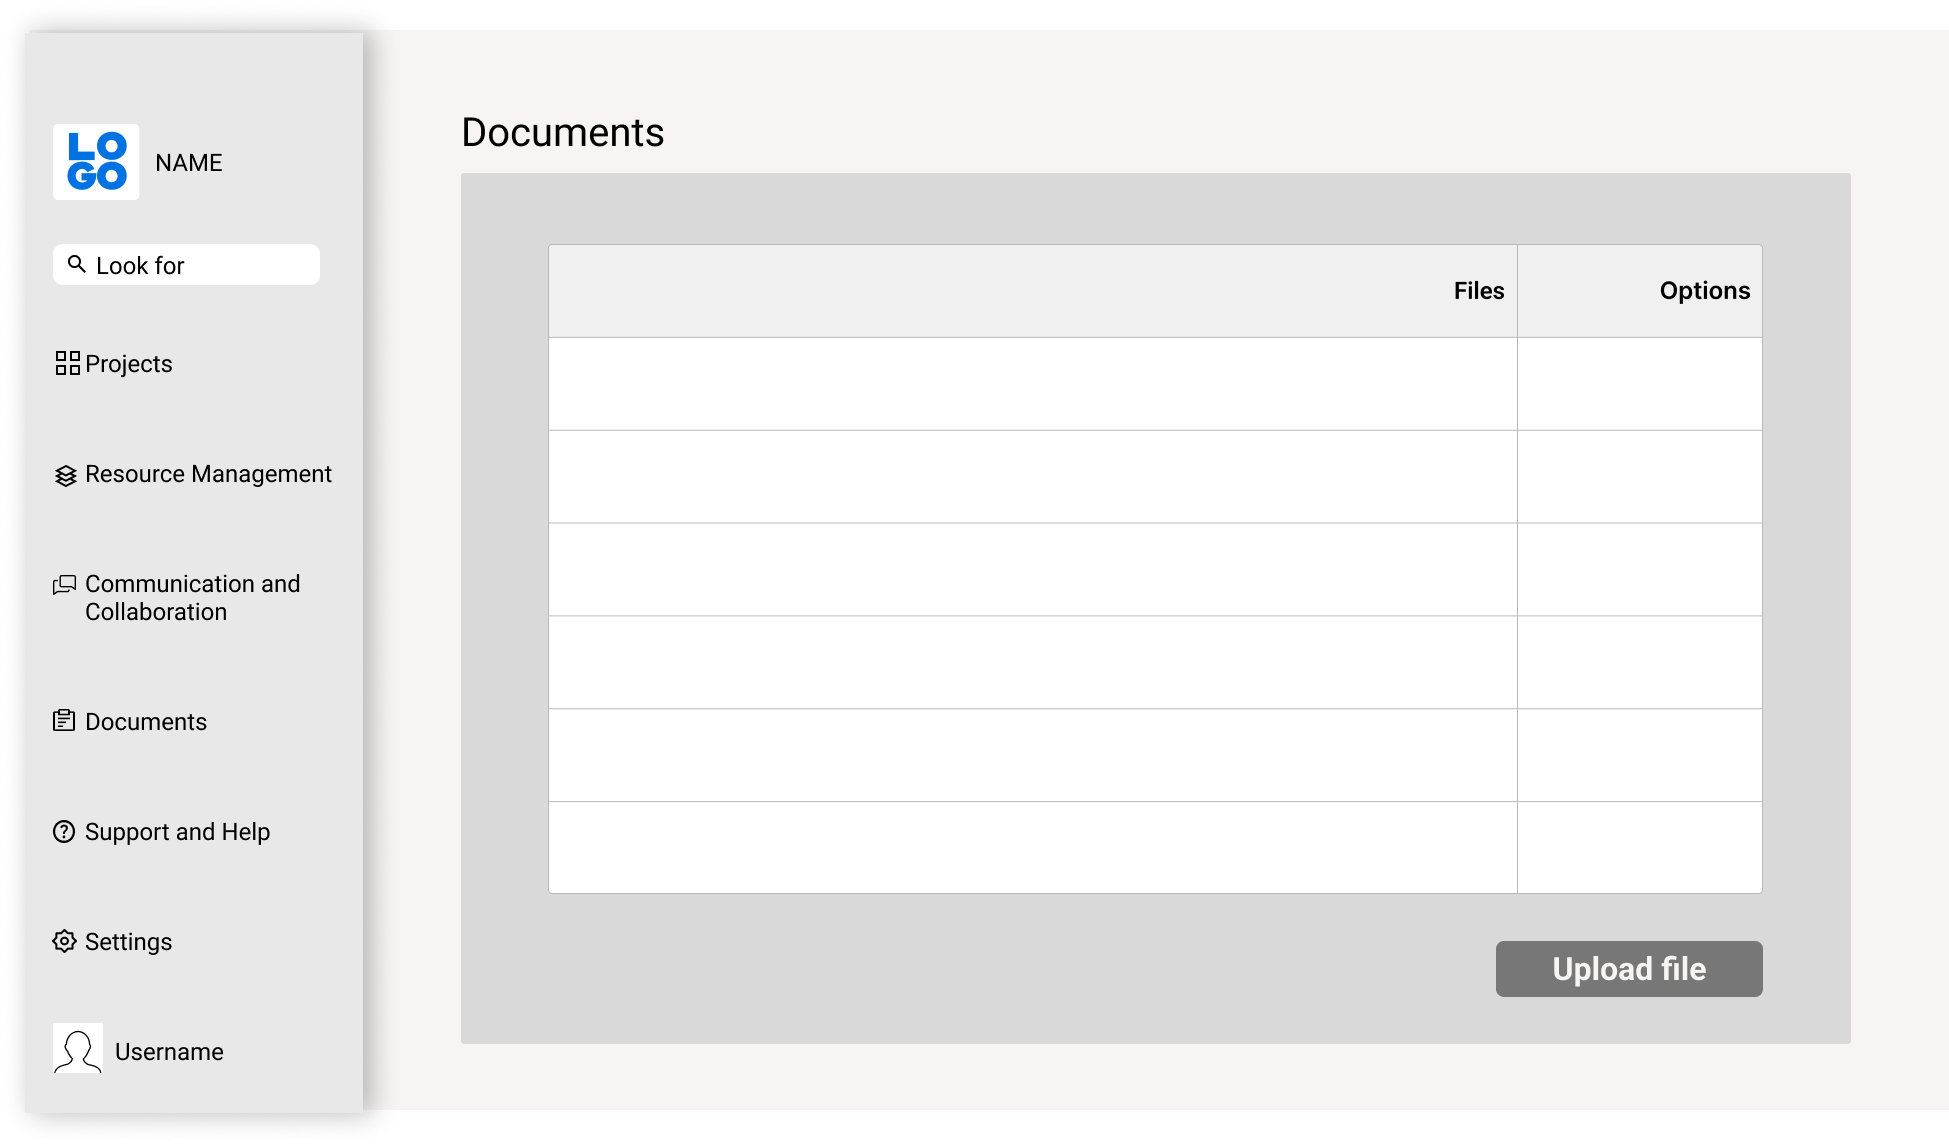 LO
GO
NAME
Look for
Projects
Resource Management
Communication and
Collaboration
Documents
Support and Help
Settings
Username
Documents
Files
Options
Upload file